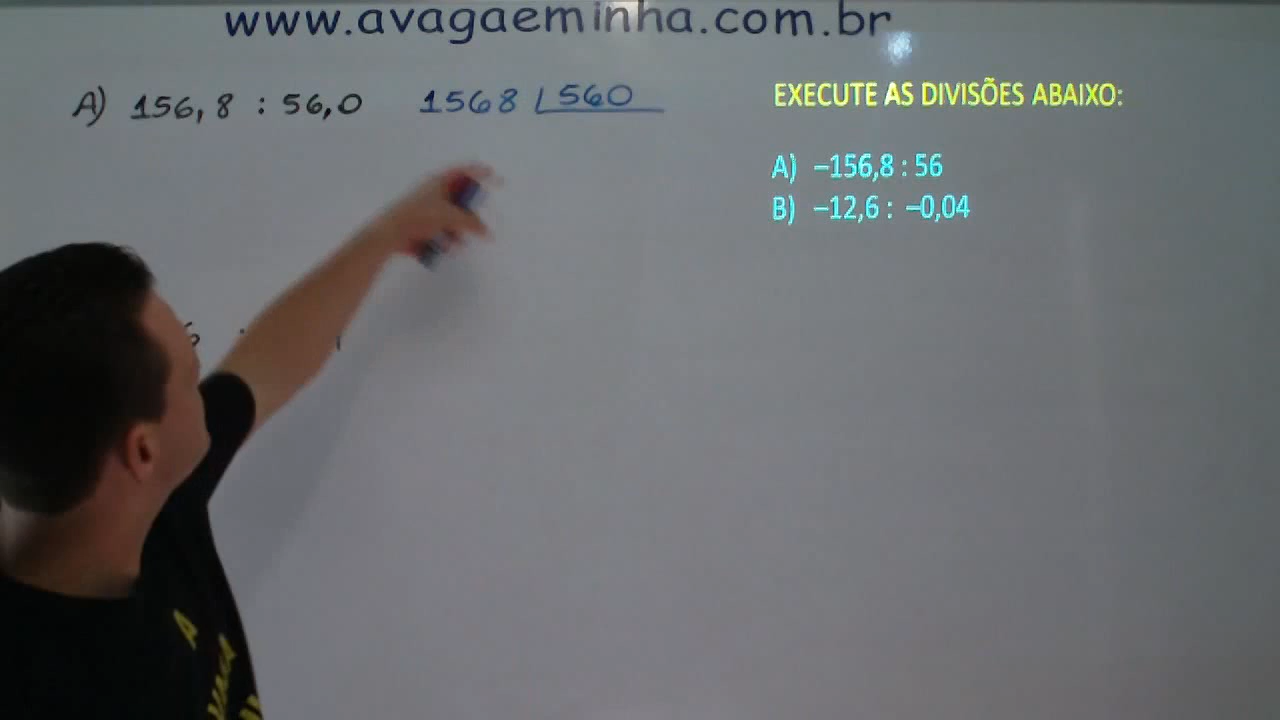 www.avagaeminha.com.br
A) 156,8 : 56,0 1568 560
EXECUTE AS DIVISÕES ABAIXO:
A) –156,8 : 56
B) –12,6 : –0,04
A